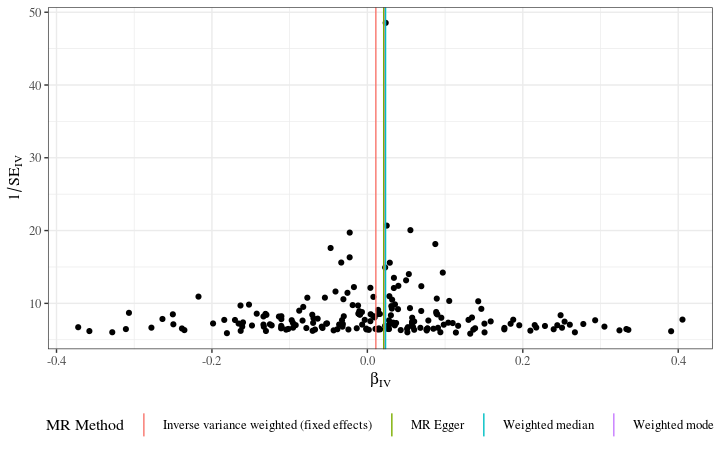 50
40
30
20
10
1/SE_IV
-0.4
-0.2
0.0
0.2
0.4
β_IV
MR Method
Inverse variance weighted (fixed effects)
MR Egger
Weighted median
Weighted mode